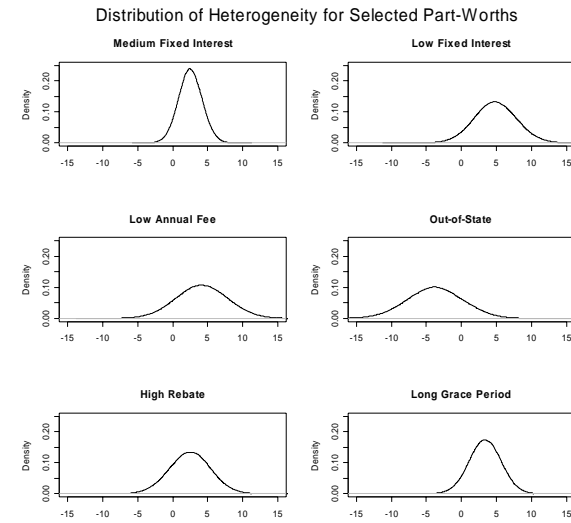 Distribution of Heterogeneity for Selected Part-Worths
Medium Fixed Interest
Density
0.00 0.10 0.20
-15 -10 -5 0 5 10 15
Low Fixed Interest
Density
0.00 0.10 0.20
-15 -10 -5 0 5 10 15
Low Annual Fee
Density
0.00 0.10 0.20
-15 -10 -5 0 5 10 15
Out-of-State
Density
0.00 0.10 0.20
-15 -10 -5 0 5 10 15
High Rebate
Density
0.00 0.10 0.20
-15 -10 -5 0 5 10 15
Long Grace Period
Density
0.00 0.10 0.20
-15 -10 -5 0 5 10 15